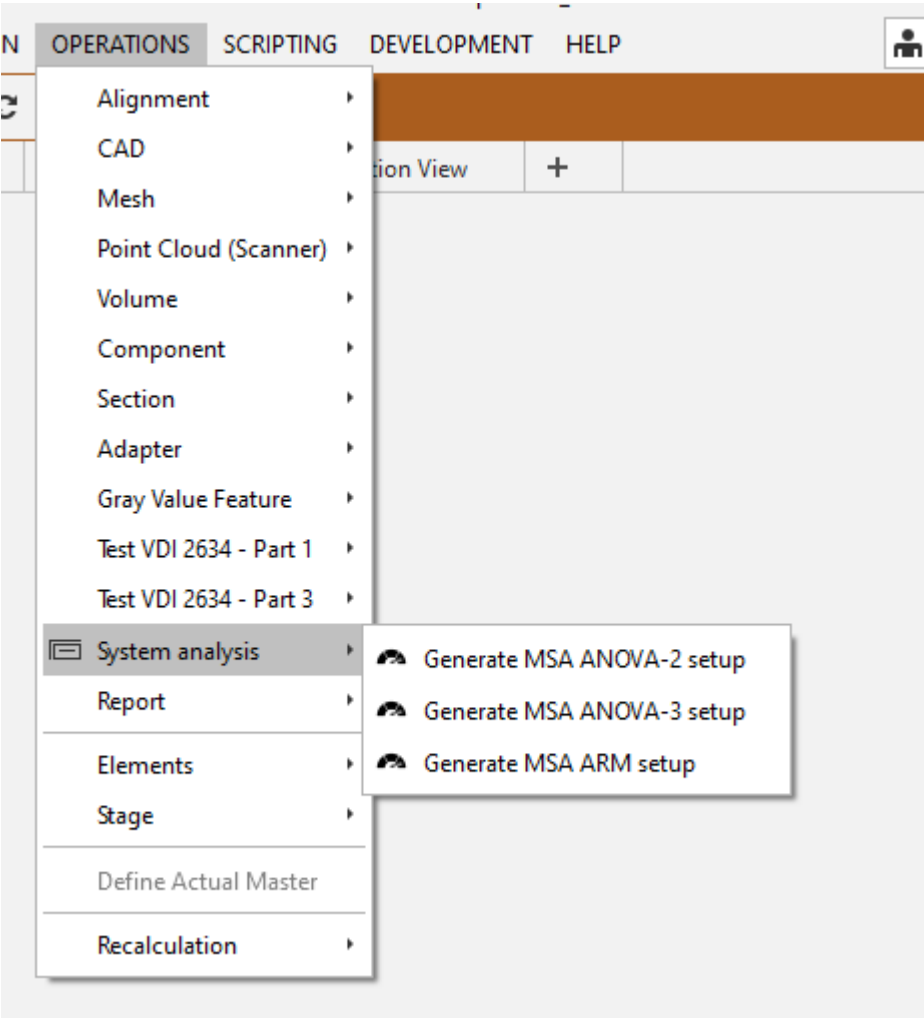 N OPERATIONS SCRIPTING DEVELOPMENT HELP
Alignment
CAD
tion View +
Mesh
Point Cloud (Scanner)
Volume
Component
Section
Adapter
Gray Value Feature
Test VDI 2634 - Part 1
Test VDI 2634 - Part 3
System analysis
Generate MSA ANOVA-2 setup
Generate MSA ANOVA-3 setup
Generate MSA ARM setup
Report
Elements
Stage
Define Actual Master
Recalculation